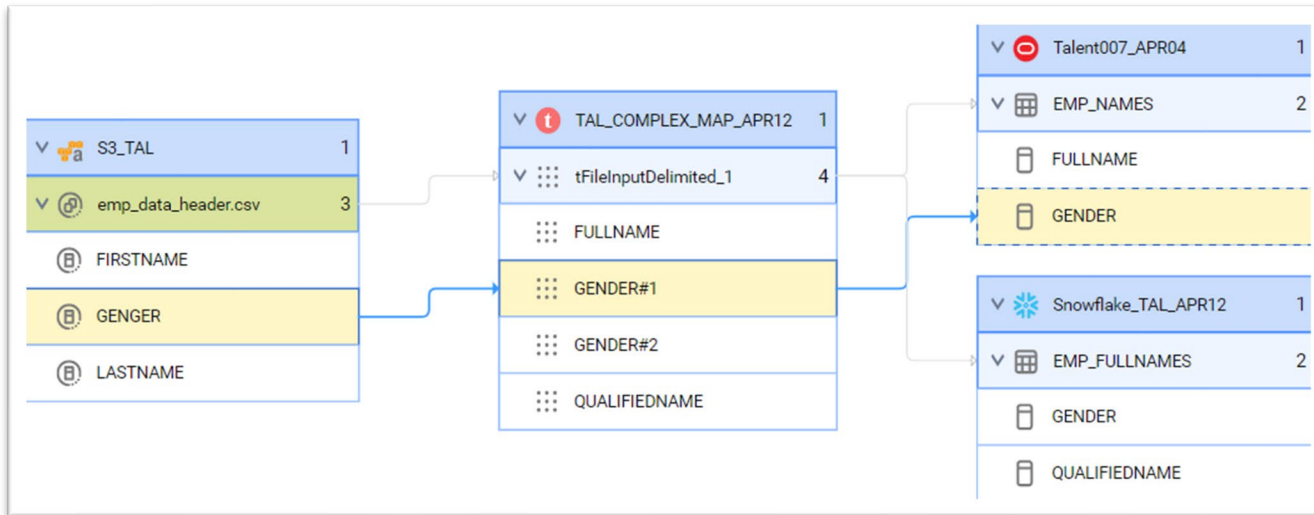 S3_TAL 1
emp_data_header.csv 3
FIRSTNAME
GENGER
LASTNAME
t TAL_COMPLEX_MAP_APR12 1
tFileInputDelimited_1 4
FULLNAME
GENDER#1
GENDER#2
QUALIFIEDNAME
Talent007_APR04 1
EMP_NAMES 2
FULLNAME
GENDER
Snowflake_TAL_APR12 1
EMP_FULLNAMES 2
GENDER
QUALIFIEDNAME